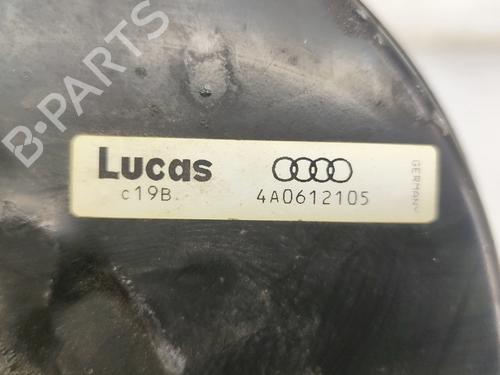 B-PARTS
Lucas
c19B
4A0612105
GERMANY